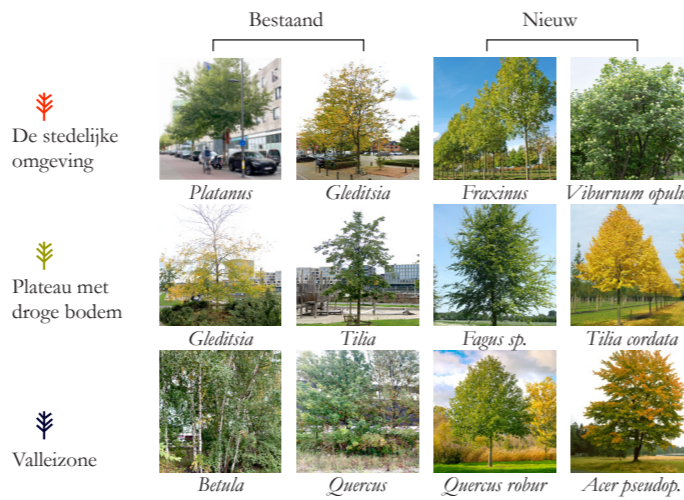 Bestaand
Nieuw
De stedelijke
omgeving
Platanus
Gleditsia
Fraxinus
Viburnum opulu
Plateau met
droge bodem
Gleditsia
Tilia
Fagus sp.
Tilia cordata
Valleizone
Betula
Quercus
Quercus robur
Acer pseudop.